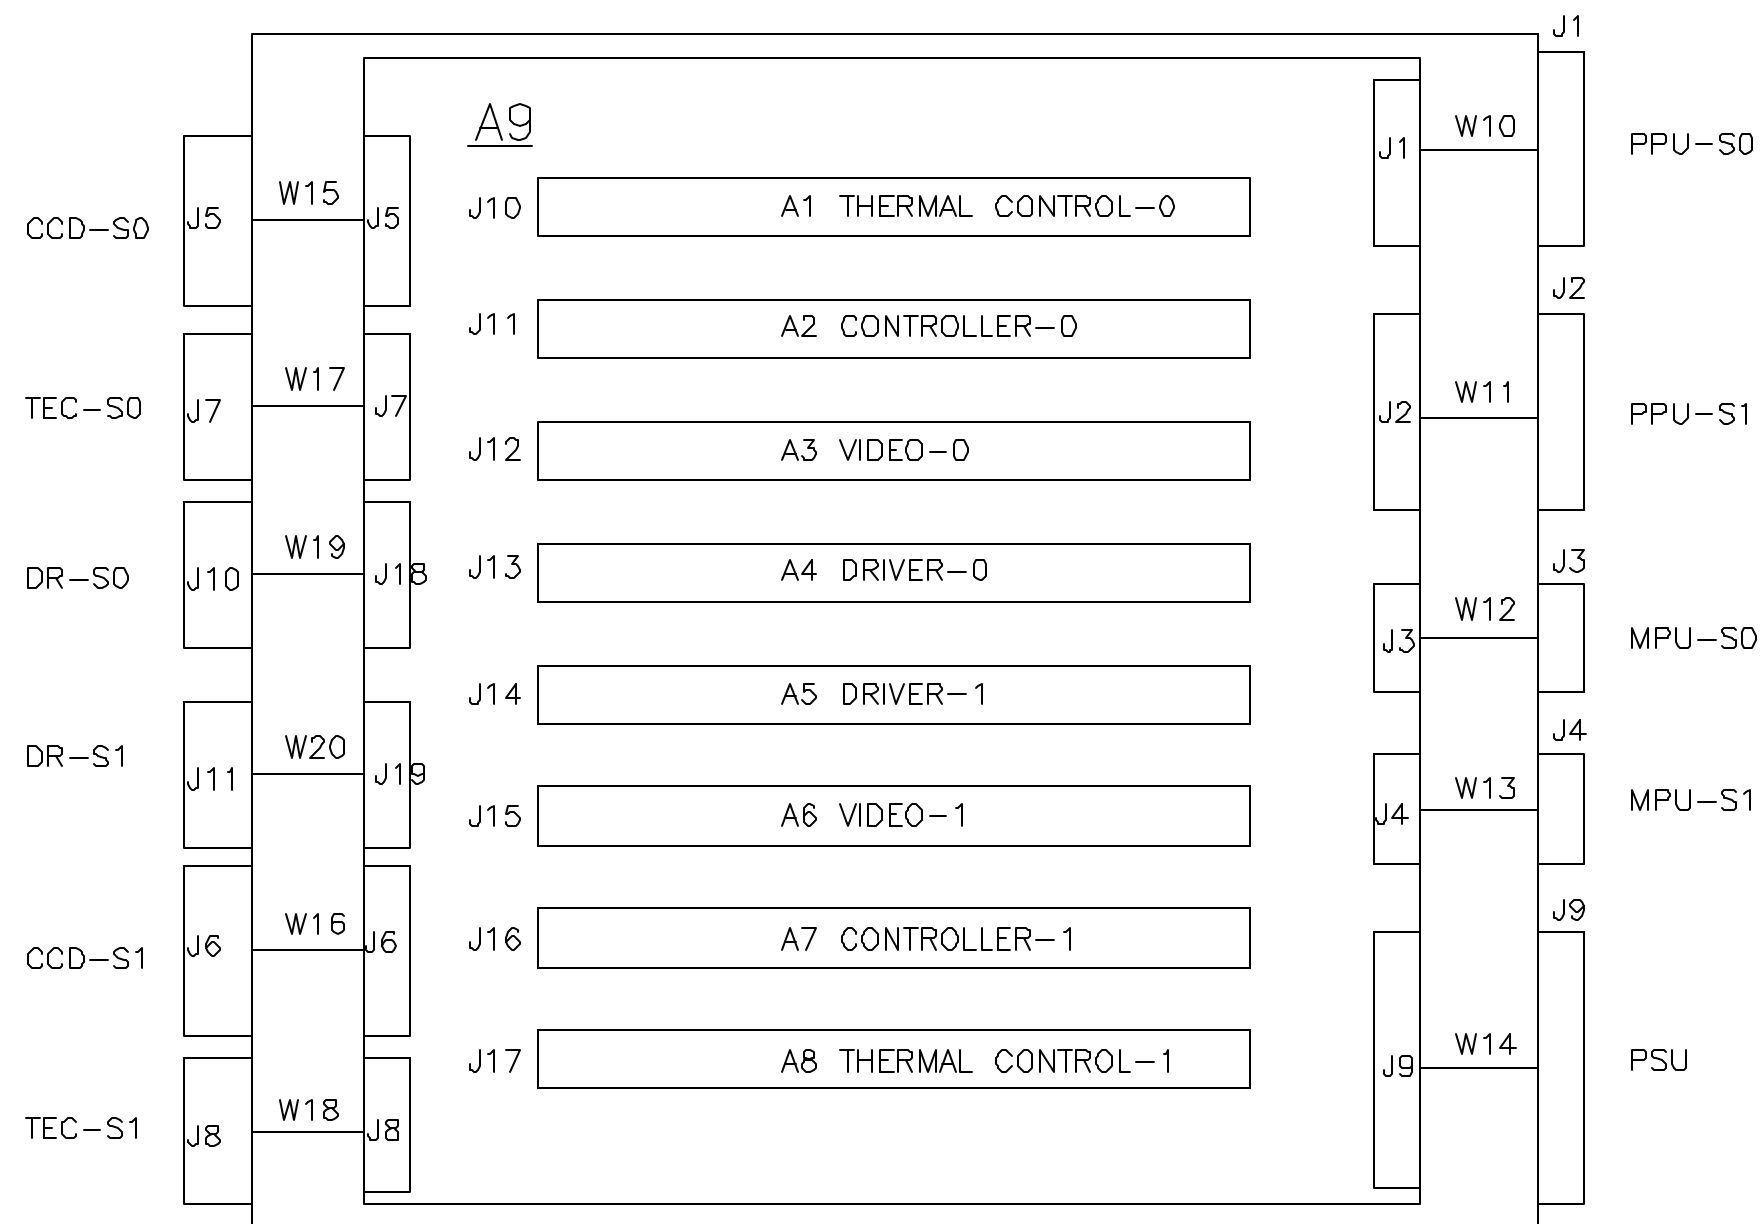 J1
A9
W10
J1
PPU-S0
W15
J5
J5
CCD-S0
J10
A1 THERMAL CONTROL-0
J2
J11
A2 CONTROLLER-0
W17
J7
J7
TEC-S0
W11
J2
PPU-S1
J12
A3 VIDEO-0
W19
J10
J18
DR-S0
J13
A4 DRIVER-0
J3
W12
J3
MPU-S0
J14
A5 DRIVER-1
J4
W20
J11
J19
DR-S1
W13
J4
MPU-S1
J15
A6 VIDEO-1
J9
W16
J6
J6
CCD-S1
J16
A7 CONTROLLER-1
W14
J9
PSU
J17
A8 THERMAL CONTROL-1
W18
J8
J8
TEC-S1